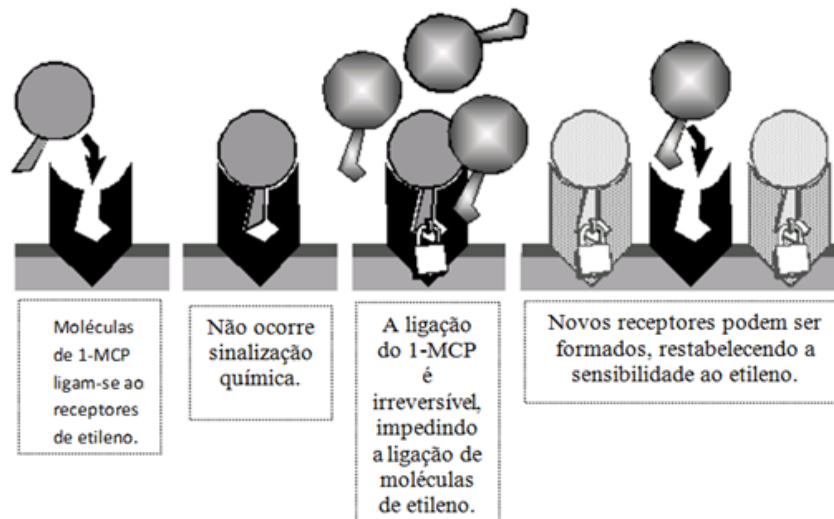 Moléculas
de 1-MCP
ligam-se ao
receptores
de etileno.
Não ocorre
sinalização
química.
A ligação
do 1-MCP
é
irreversível,
impedindo
a ligação de
moléculas
de etileno.
Novos receptores podem ser
formados, restabelecendo a
sensibilidade ao etileno.